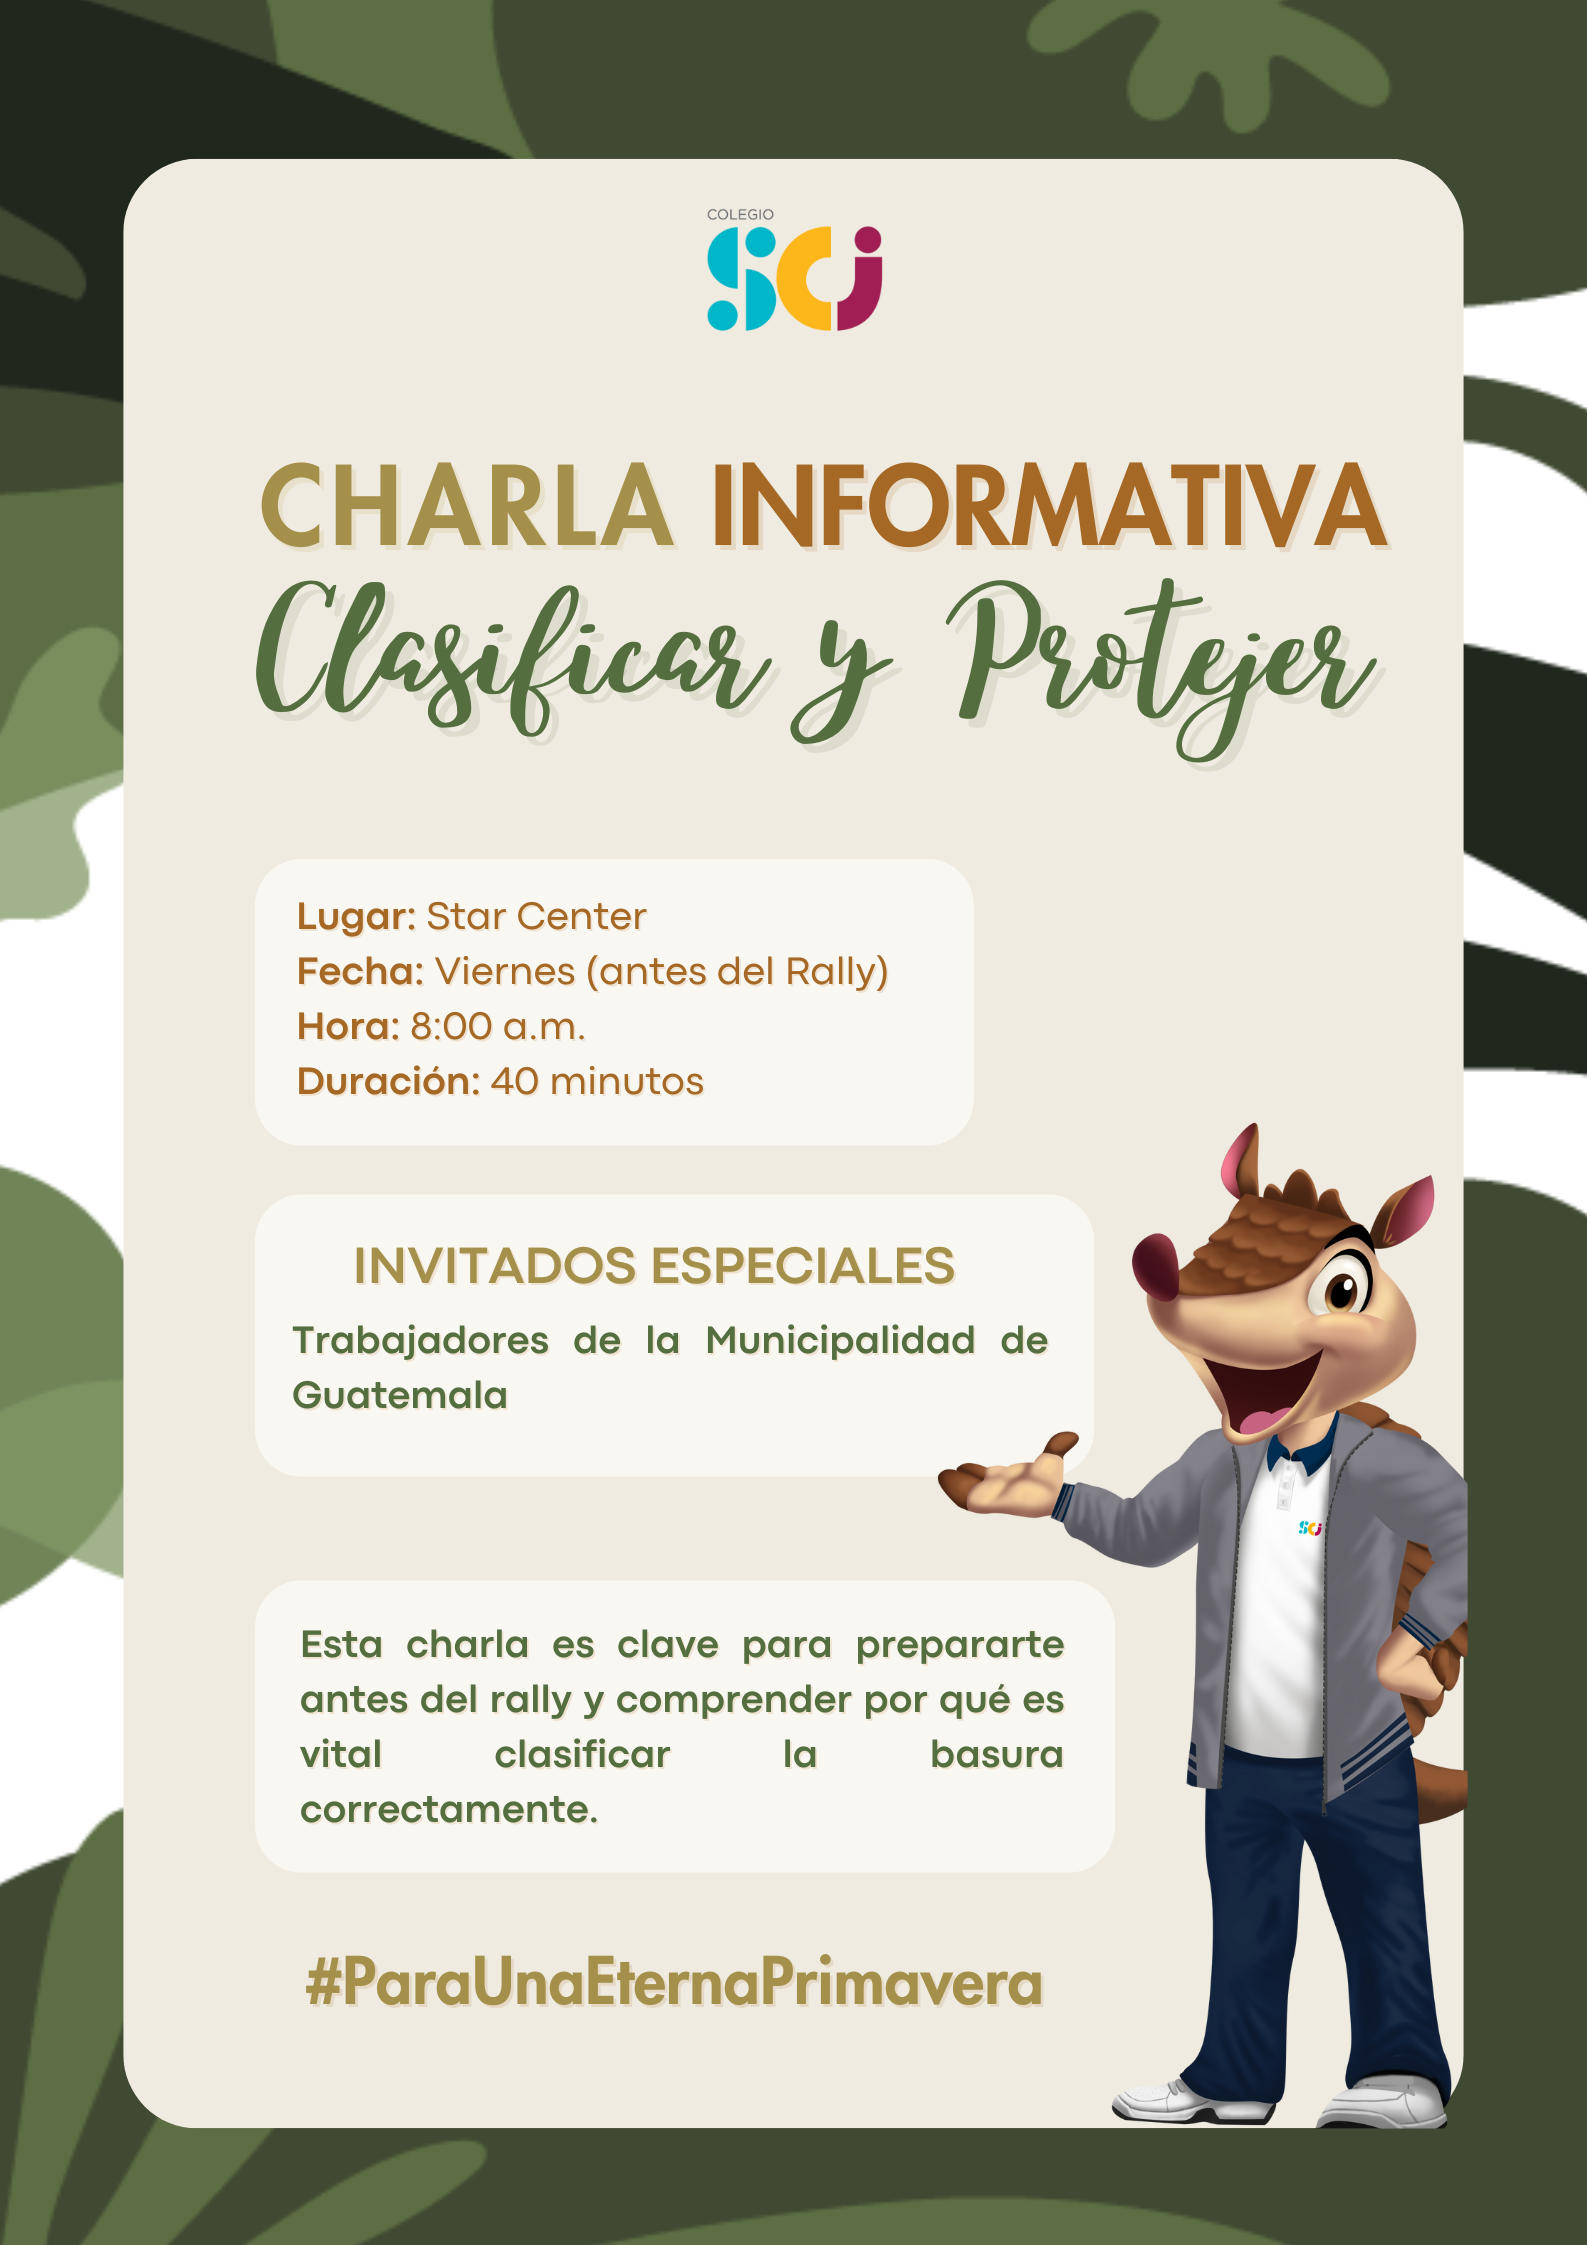 COLEGIO
SCJ
CHARLA INFORMATIVA
Clasificar y Protejer
Lugar: Star Center
Fecha: Viernes (antes del Rally)
Hora: 8:00 a.m.
Duración: 40 minutos
INVITADOS ESPECIALES
Trabajadores de la Municipalidad de
Guatemala
SCJ
Esta charla es clave para prepararte
antes del rally y comprender por qué es
vital clasificar la basura
correctamente.
#ParaUnaEternaPrimavera